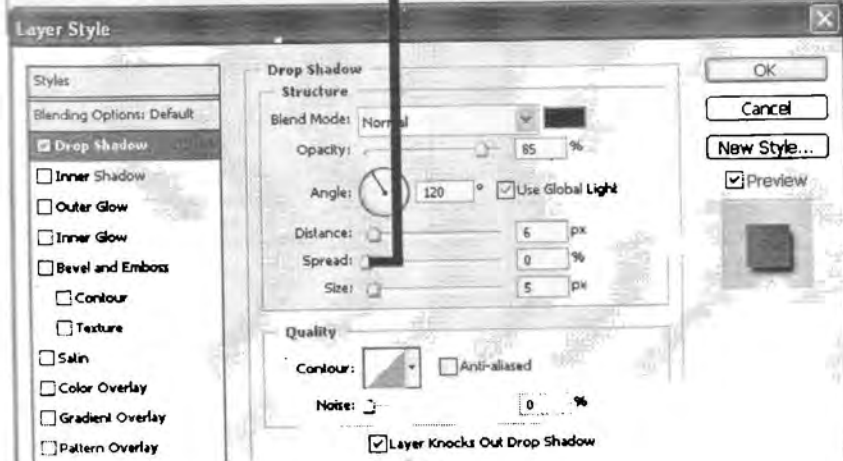 Layer Style
Styles
Blending Options: Default
Drop Shadow
Inner Shadow
Outer Glow
Inner Glow
Bevel and Emboss
Contour
Texture
Satin
Color Overlay
Gradient Overlay
Pattern Overlay
Drop Shadow
Structure
Blend Mode: Normal
Opacity: 85 %
Angle: 120 ° Use Global Light
Distance: 6 px
Spread: 0 %
Size: 5 px
Quality
Contour: Anti-aliased
Noise: 0 %
Layer Knocks Out Drop Shadow
OK
Cancel
New Style...
Preview